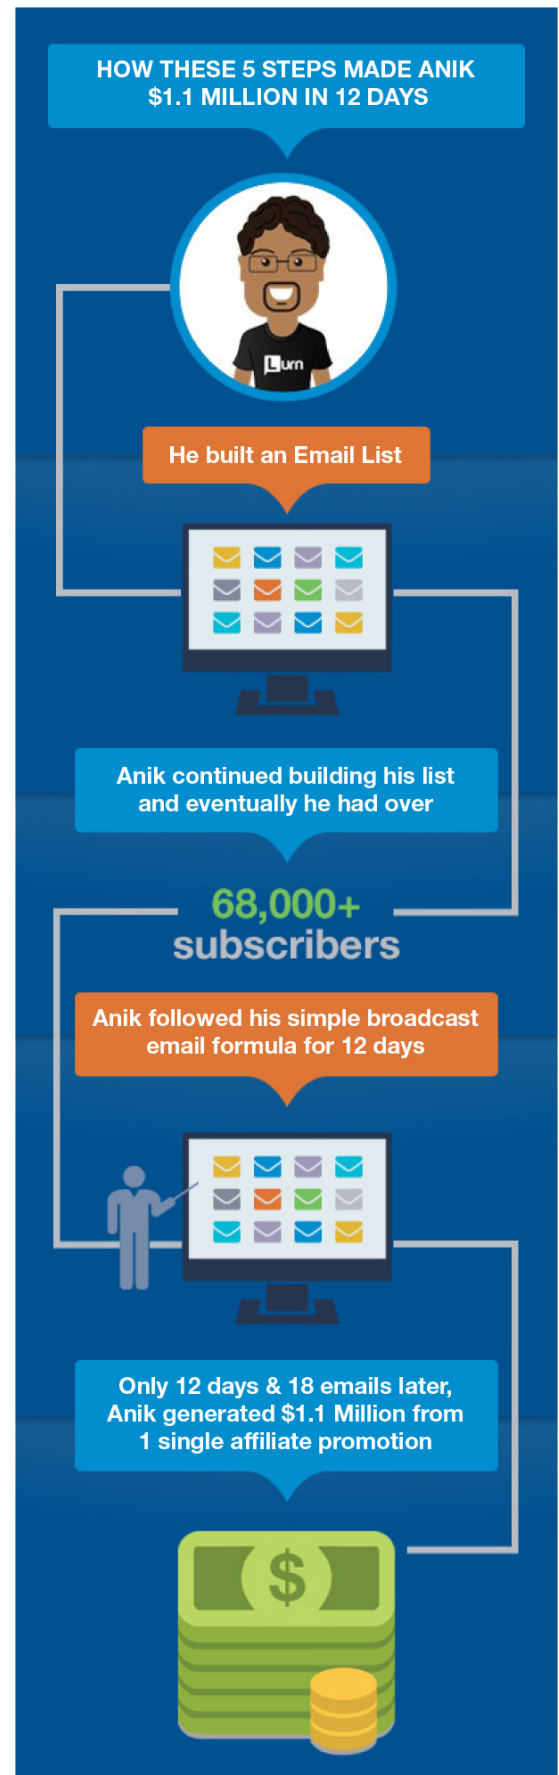 HOW THESE 5 STEPS MADE ANIK
$1.1 MILLION IN 12 DAYS
Lurn
He built an Email List
Anik continued building his list
and eventually he had over
68,000+
subscribers
Anik followed his simple broadcast
email formula for 12 days
Only 12 days & 18 emails later,
Anik generated $1.1 Million from
1 single affiliate promotion
$